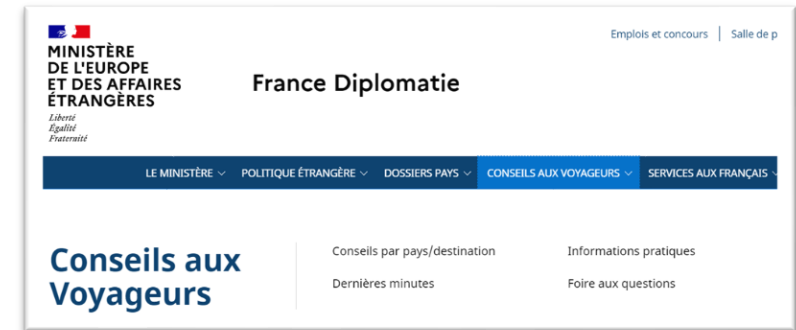 Emplois et concours
Salle de p
MINISTÈRE
DE L'EUROPE
ET DES AFFAIRES
ÉTRANGÈRES
Liberté
Égalité
Fraternité
France Diplomatie
LE MINISTÈRE POLITIQUE ÉTRANGÈRE DOSSIERS PAYS CONSEILS AUX VOYAGEURS SERVICES AUX FRANÇAIS
Conseils aux
Voyageurs
Conseils par pays/destination
Informations pratiques
Dernières minutes
Foire aux questions